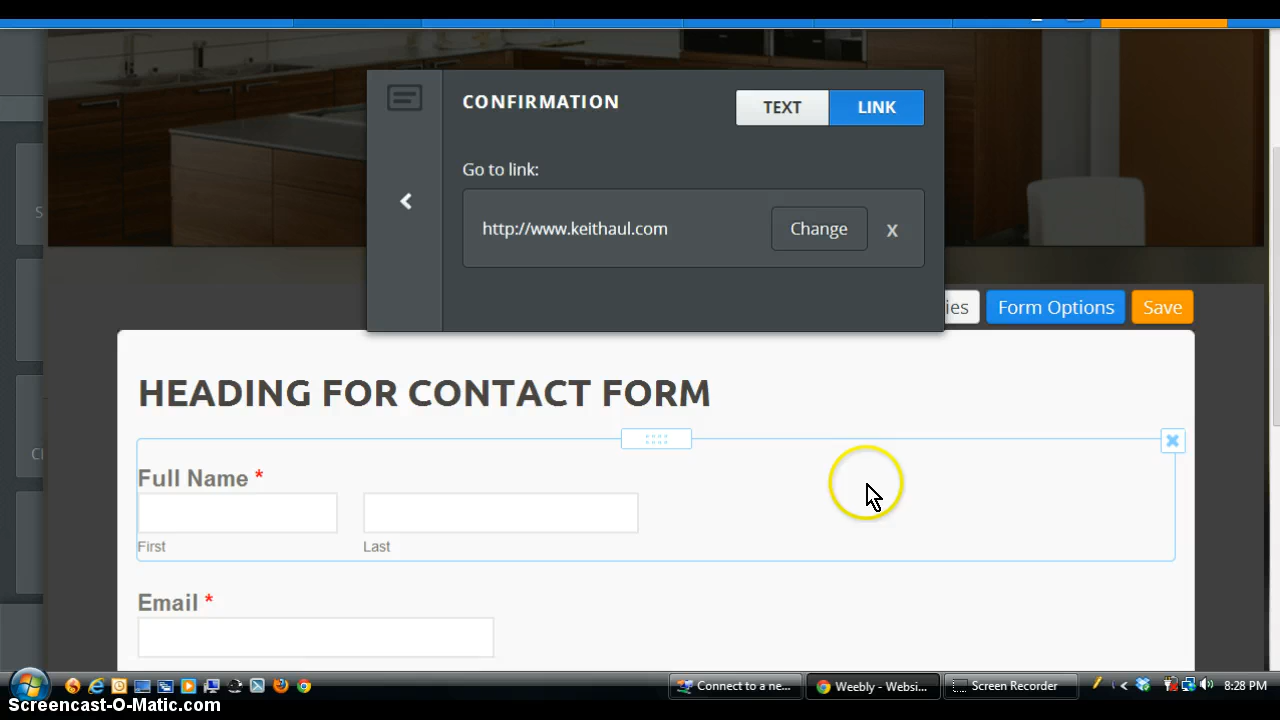 CONFIRMATION
TEXT
LINK
Go to link:
http://www.keithaul.com
Change
X
ies
Form Options
Save
HEADING FOR CONTACT FORM
Full Name *
First
Last
Email *
Connect to a ne...
Weebly - Websi...
Screen Recorder
8:28 PM
Screencast-O-Matic.com